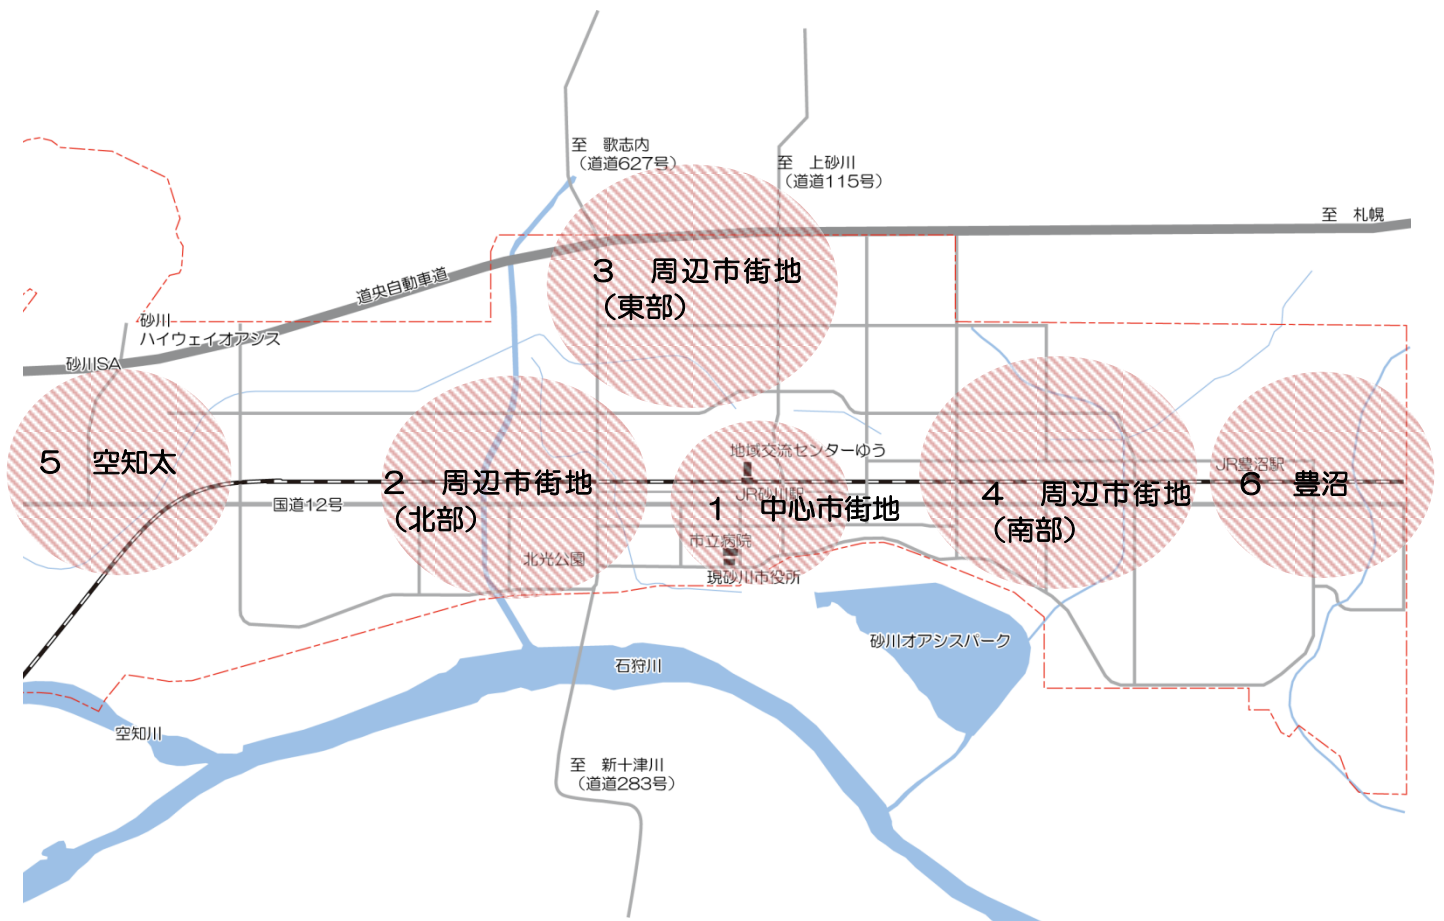 至　歌志内
（道道627号）
至　上砂川
（道道115号）
至　札幌
道央自動車道
３　周辺市街地
（東部）
砂川
ハイウェイオアシス
砂川SA
５　空知太
２　周辺市街地
（北部）
国道12号
北光公園
地域交流センターゆう
JR砂川駅
１　中心市街地
市立病院
現砂川市役所
４　周辺市街地
（南部）
JR豊沼駅
６　豊沼
砂川オアシスパーク
石狩川
空知川
至　新十津川
（道道283号）